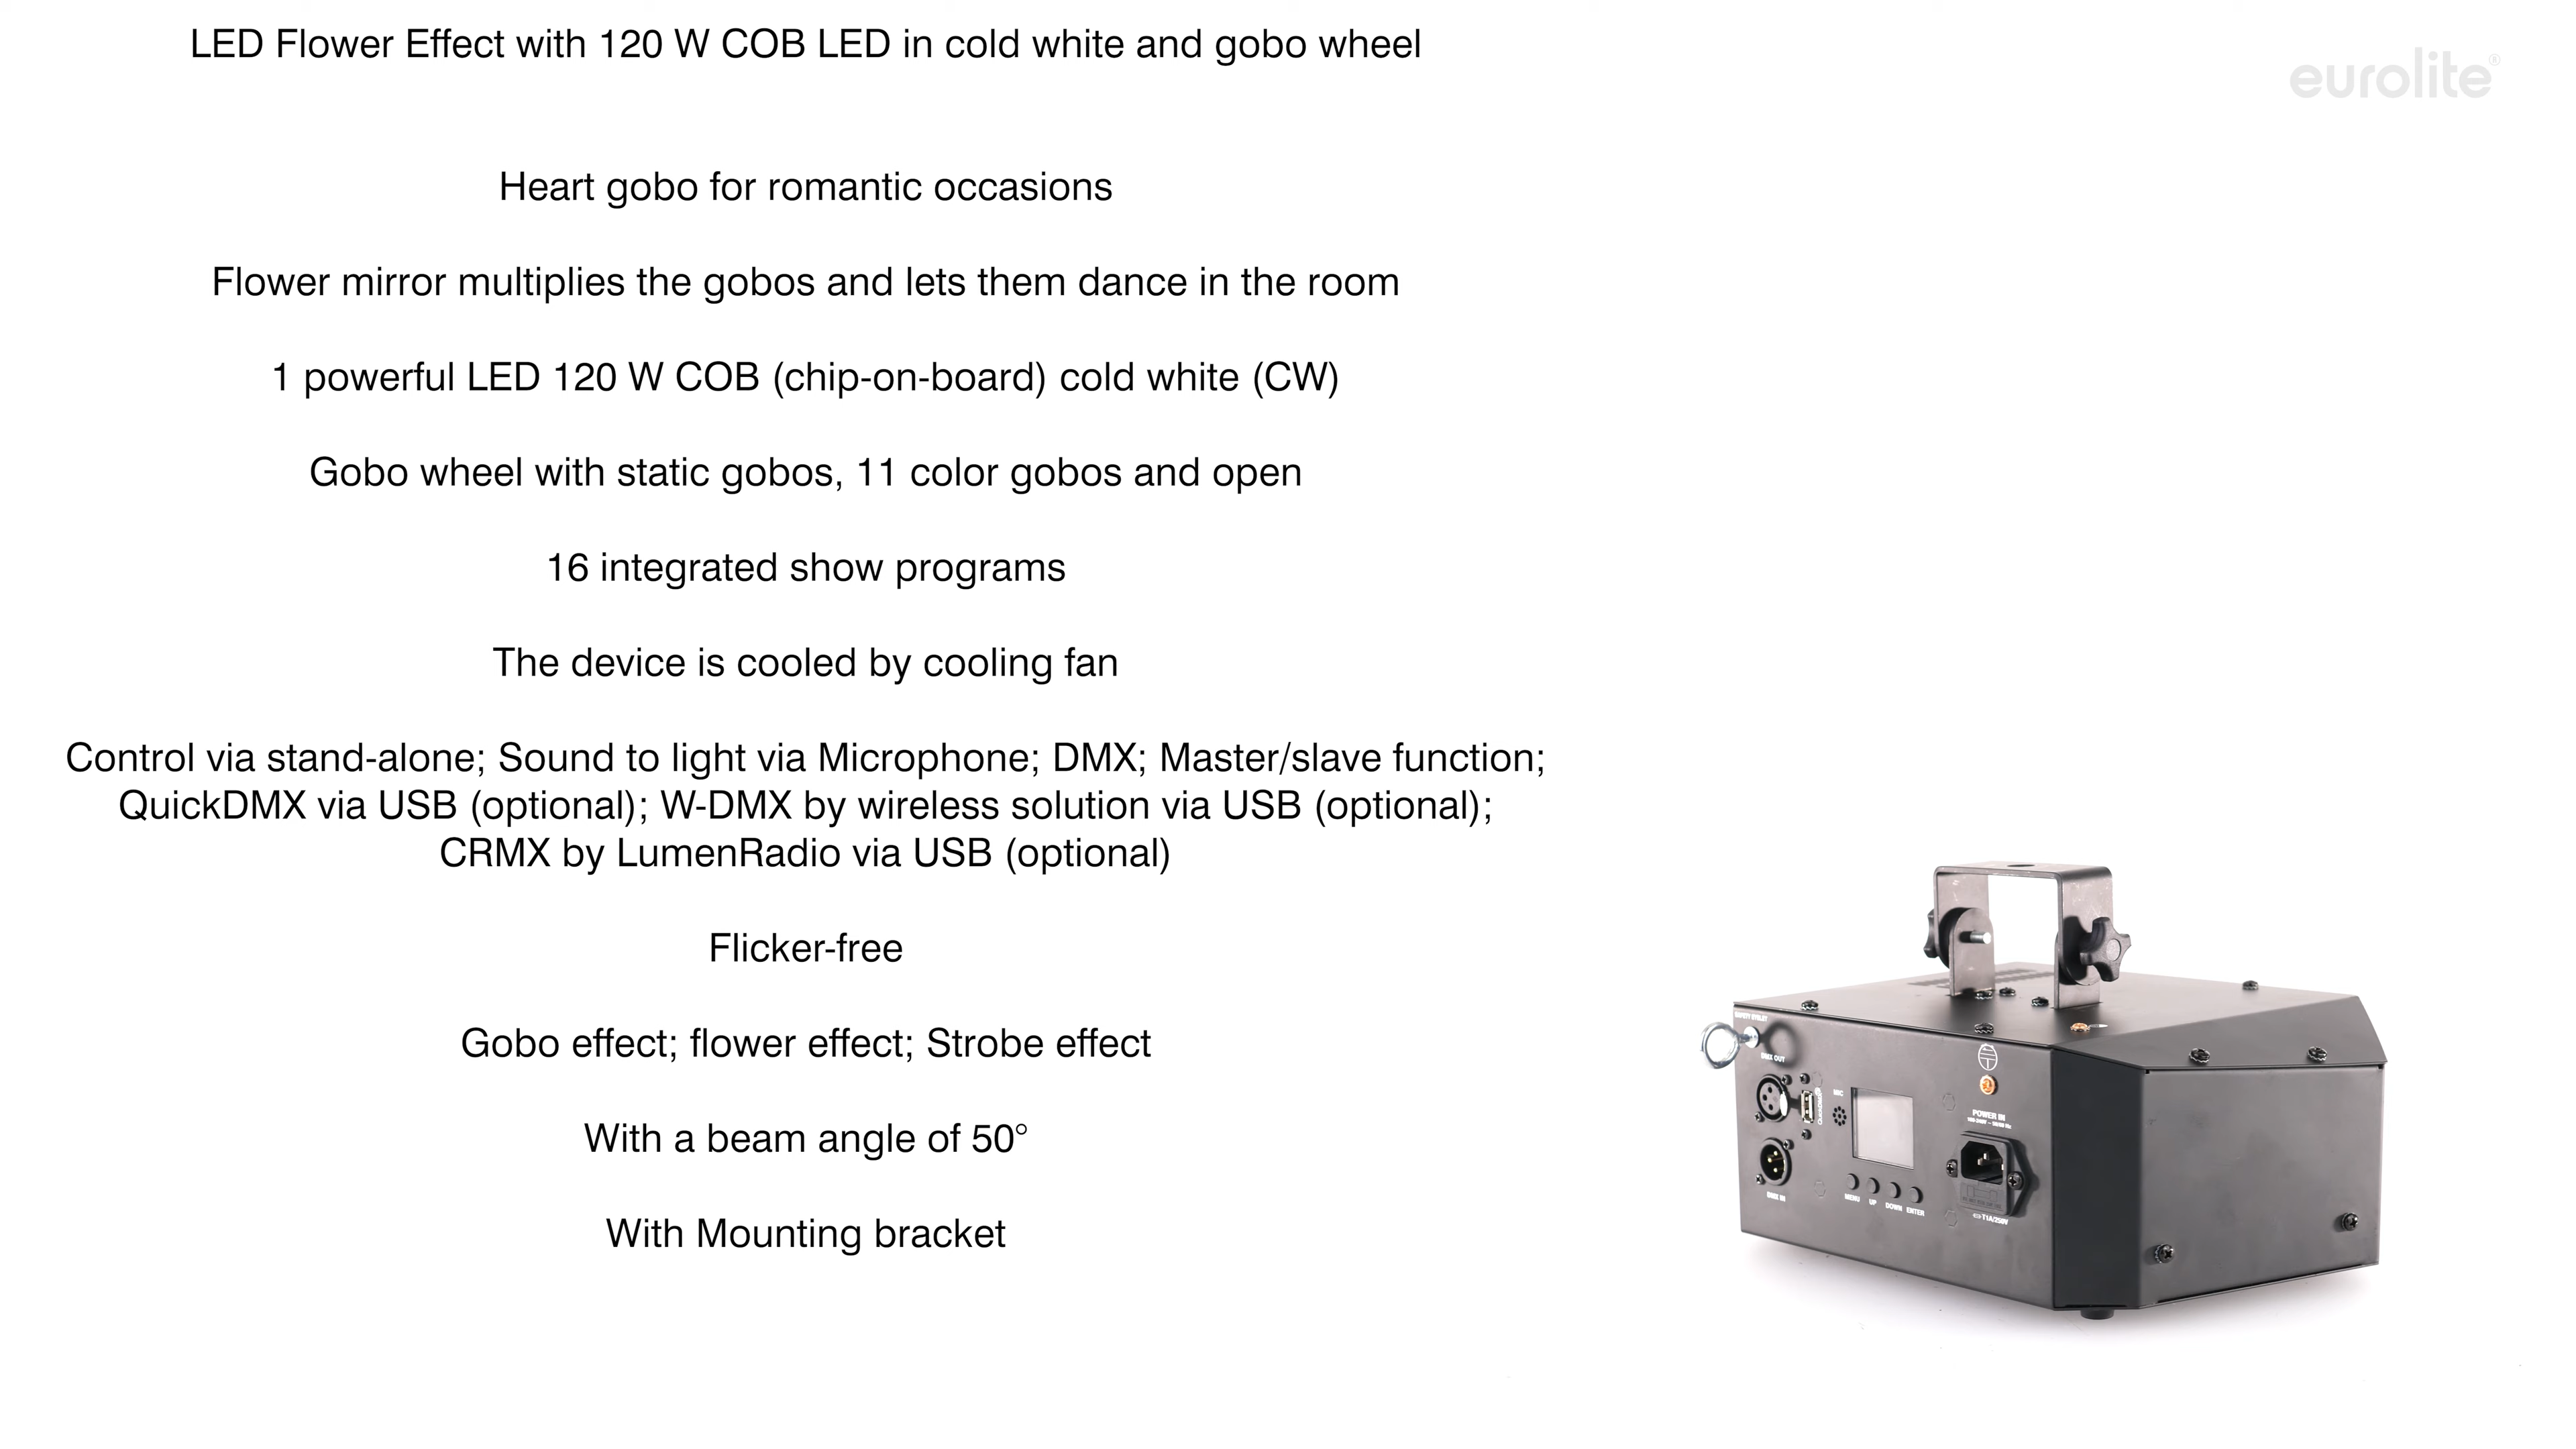 LED Flower Effect with 120 W COB LED in cold white and gobo wheel
eurolite®
Heart gobo for romantic occasions
Flower mirror multiplies the gobos and lets them dance in the room
1 powerful LED 120 W COB (chip-on-board) cold white (CW)
Gobo wheel with static gobos, 11 color gobos and open
16 integrated show programs
The device is cooled by cooling fan
Control via stand-alone; Sound to light via Microphone; DMX; Master/slave function;
QuickDMX via USB (optional); W-DMX by wireless solution via USB (optional);
CRMX by LumenRadio via USB (optional)
Flicker-free
Gobo effect; flower effect; Strobe effect
With a beam angle of 50°
With Mounting bracket
SAFETY EYELET
DMX OUT
MIC
POWER IN
DMX IN
MENU UP DOWN ENTER
T1A/250V